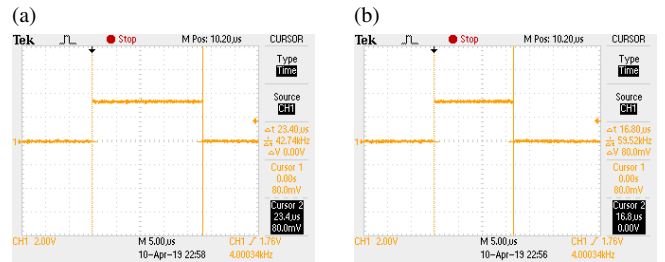 (a)
Tek Stop M Pos: 10.20µs CURSOR
Type
Time
Source
CH1
Δt 23.40µs
1/Δt 42.74kHz
ΔV 0.00V
Cursor 1
0.00s
80.0mV
Cursor 2
23.4µs
80.0mV
1
CH1 2.00V M 5.00µs CH1 1.76V
10-Apr-13 22:58 4.00034kHz
(b)
Tek Stop M Pos: 10.20µs CURSOR
Type
Time
Source
CH1
Δt 16.80µs
1/Δt 59.52kHz
ΔV 80.0mV
Cursor 1
0.00s
80.0mV
Cursor 2
16.8µs
0.00V
1
CH1 2.00V M 5.00µs CH1 1.76V
10-Apr-13 22:56 4.00034kHz